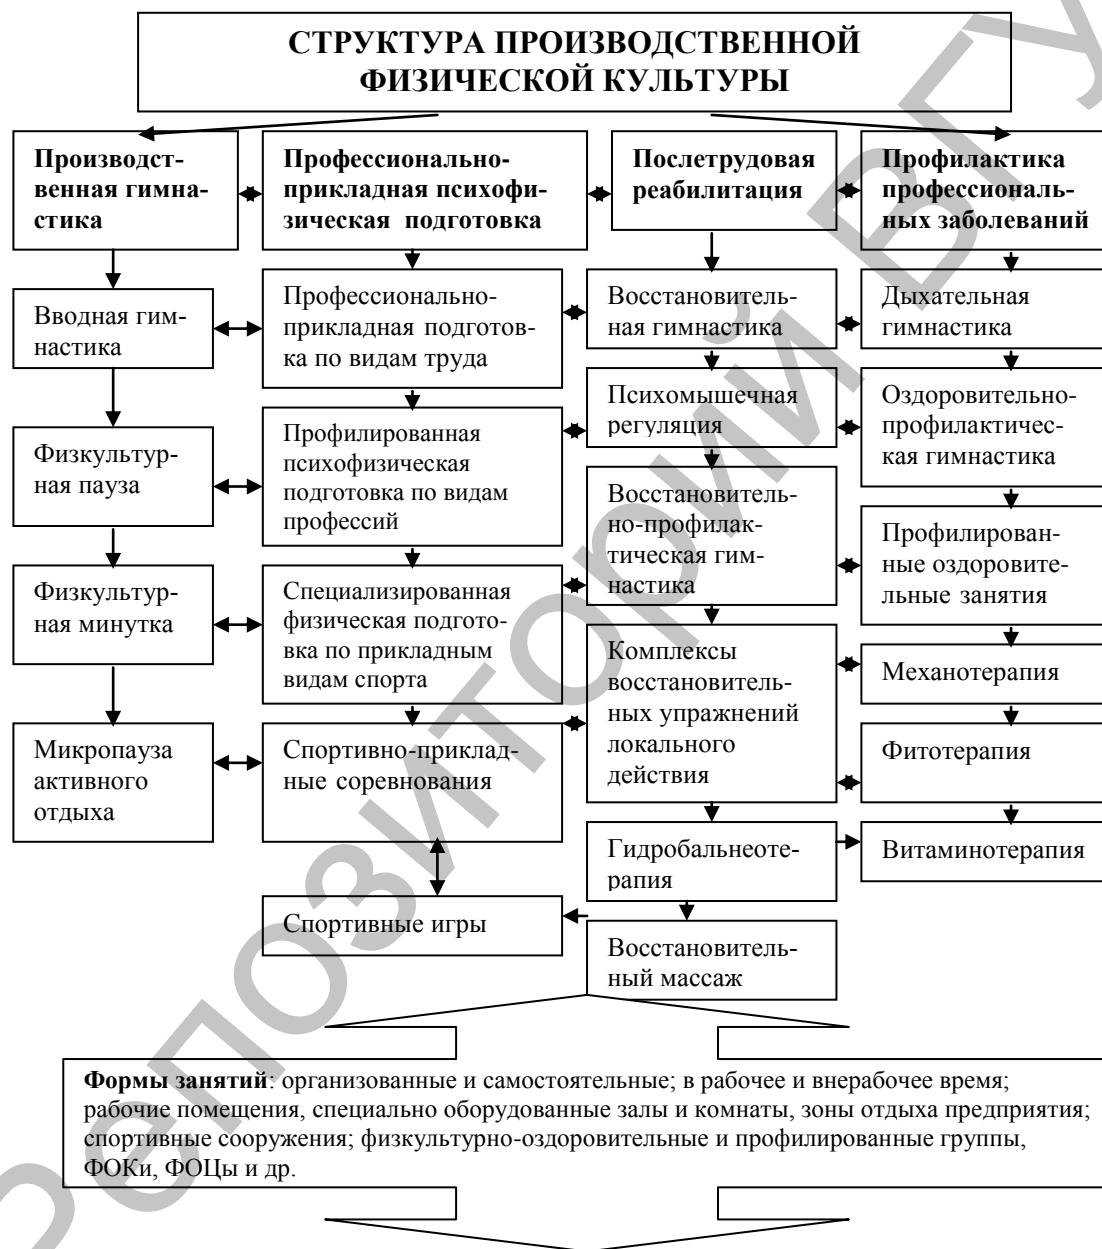 СТРУКТУРА ПРОИЗВОДСТВЕННОЙ
ФИЗИЧЕСКОЙ КУЛЬТУРЫ
Производст-
венная гимна-
стика
Профессионально-
прикладная психофи-
зическая подготовка
Послетрудовая
реабилитация
Профилактика
профессиональ-
ных заболеваний
Вводная гим-
настика
Профессионально-
прикладная подготов-
ка по видам труда
Восстановитель-
ная гимнастика
Дыхательная
гимнастика
Физкультур-
ная пауза
Профилированная
психофизическая
подготовка по видам
профессий
Психомышечная
регуляция
Оздоровительно-
профилактичес-
кая гимнастика
Восстановитель-
но-профилак-
тическая гим-
настика
Профилирован-
ные оздоровите-
льные занятия
Физкультур-
ная минутка
Специализированная
физическая подгото-
вка по прикладным
видам спорта
Комплексы
восстановитель-
ных упражнений
локального
действия
Механотерапия
Микропауза
активного
отдыха
Спортивно-приклад-
ные соревнования
Фитотерапия
Гидробальнеоте-
рапия
Витаминотерапия
Спортивные игры
Восстановитель-
ный массаж
Формы занятий: организованные и самостоятельные; в рабочее и внерабочее время;
рабочие помещения, специально оборудованные залы и комнаты, зоны отдыха предприятия;
спортивные сооружения; физкультурно-оздоровительные и профилированные группы,
ФОКи, ФОЦы и др.
Репозиторий ВГУ